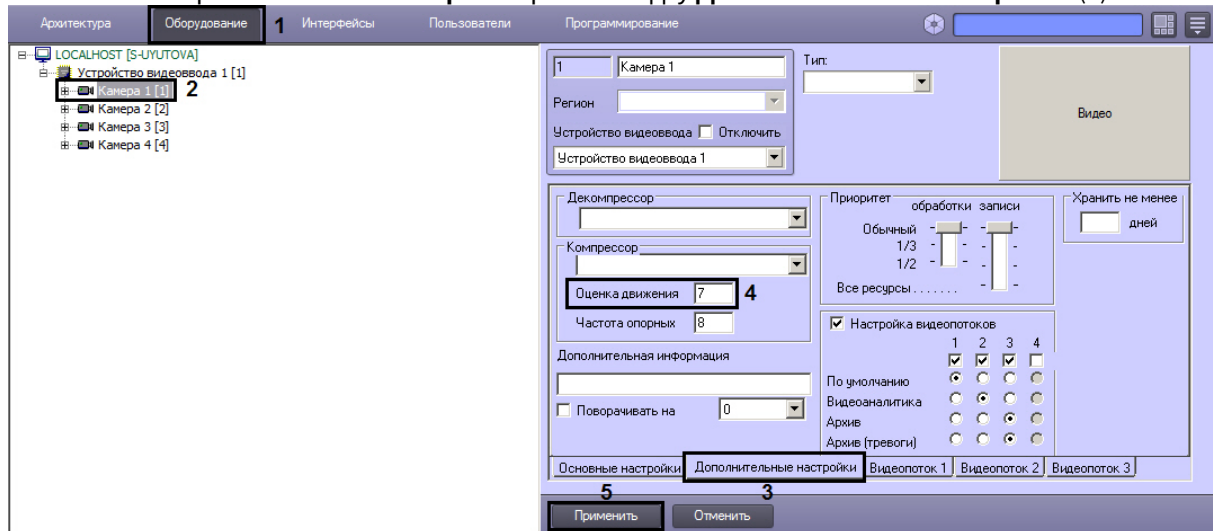 Архитектура Оборудование 1 Интерфейсы Пользователи Программирование
LOCALHOST [S-UYUTOVA]
Устройство видеоввода 1 [1]
Камера 1 [1] 2
Камера 2 [2]
Камера 3 [3]
Камера 4 [4]
1 Камера 1
Тип:
Регион
Устройство видеоввода Отключить
Устройство видеоввода 1
Видео
Декомпрессор
Компрессор
Оценка движения 7 4
Частота опорных 8
Дополнительная информация
Поворачивать на 0
Приоритет
обработки записи
Обычный
1/3
1/2
Все ресурсы . . . . . . .
Хранить не менее
дней
Настройка видеопотоков
1 2 3 4
По умолчанию
Видеоаналитика
Архив
Архив (тревоги)
Основные настройки Дополнительные настройки Видеопоток 1 Видеопоток 2 Видеопоток 3
5 3
Применить Отменить